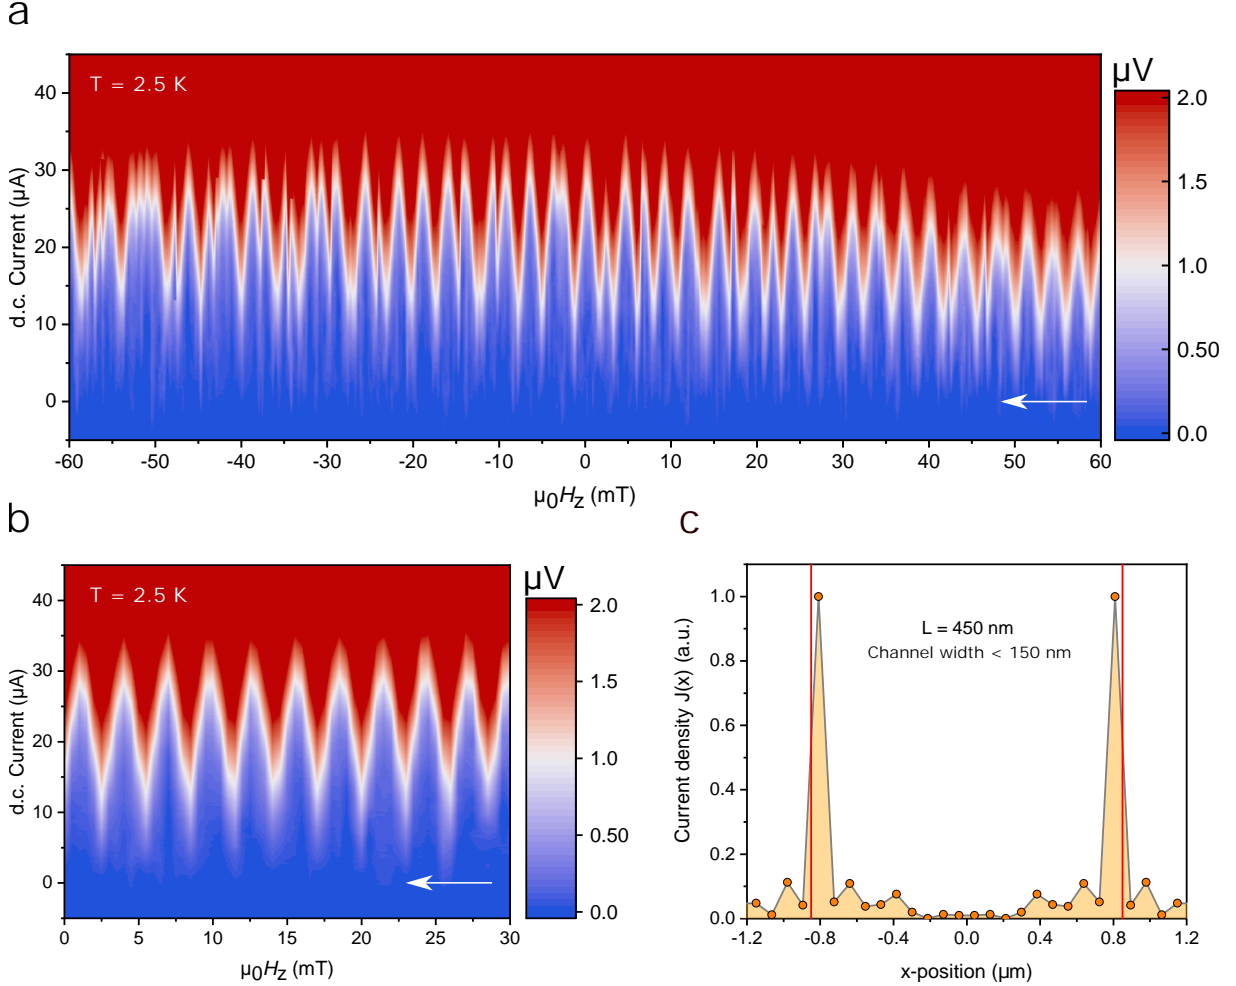 a
T = 2.5 K
µV
d.c. Current (µA)
40
30
20
10
0
2.0
1.5
1.0
0.50
0.0
-60 -50 -40 -30 -20 -10 0 10 20 30 40 50 60
µ0Hz (mT)
b
T = 2.5 K
µV
d.c. Current (µA)
40
30
20
10
0
2.0
1.5
1.0
0.50
0.0
0 5 10 15 20 25 30
µ0Hz (mT)
c
L = 450 nm
Channel width < 150 nm
Current density J(x) (a.u.)
1.0
0.8
0.6
0.4
0.2
0.0
-1.2 -0.8 -0.4 0.0 0.4 0.8 1.2
x-position (µm)